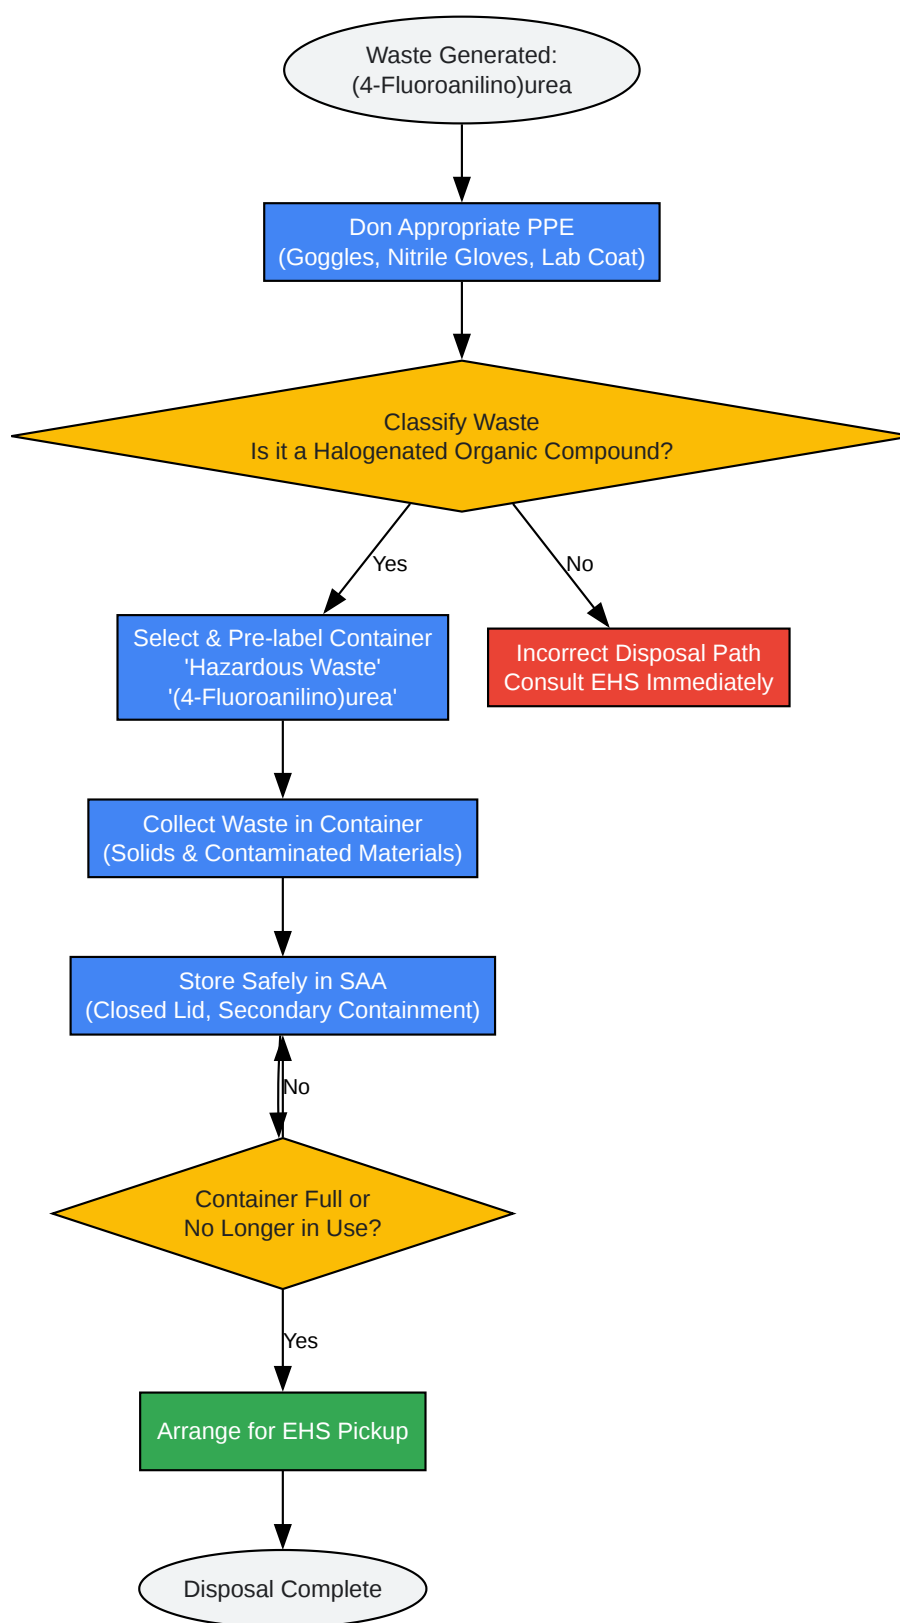 Waste Generated:
(4-Fluoroanilino)urea
Don Appropriate PPE
(Goggles, Nitrile Gloves, Lab Coat)
Classify Waste
Is it a Halogenated Organic Compound?
Yes
No
Select & Pre-label Container
'Hazardous Waste'
'(4-Fluoroanilino)urea'
Incorrect Disposal Path
Consult EHS Immediately
Collect Waste in Container
(Solids & Contaminated Materials)
Store Safely in SAA
(Closed Lid, Secondary Containment)
No
Container Full or
No Longer in Use?
Yes
Arrange for EHS Pickup
Disposal Complete